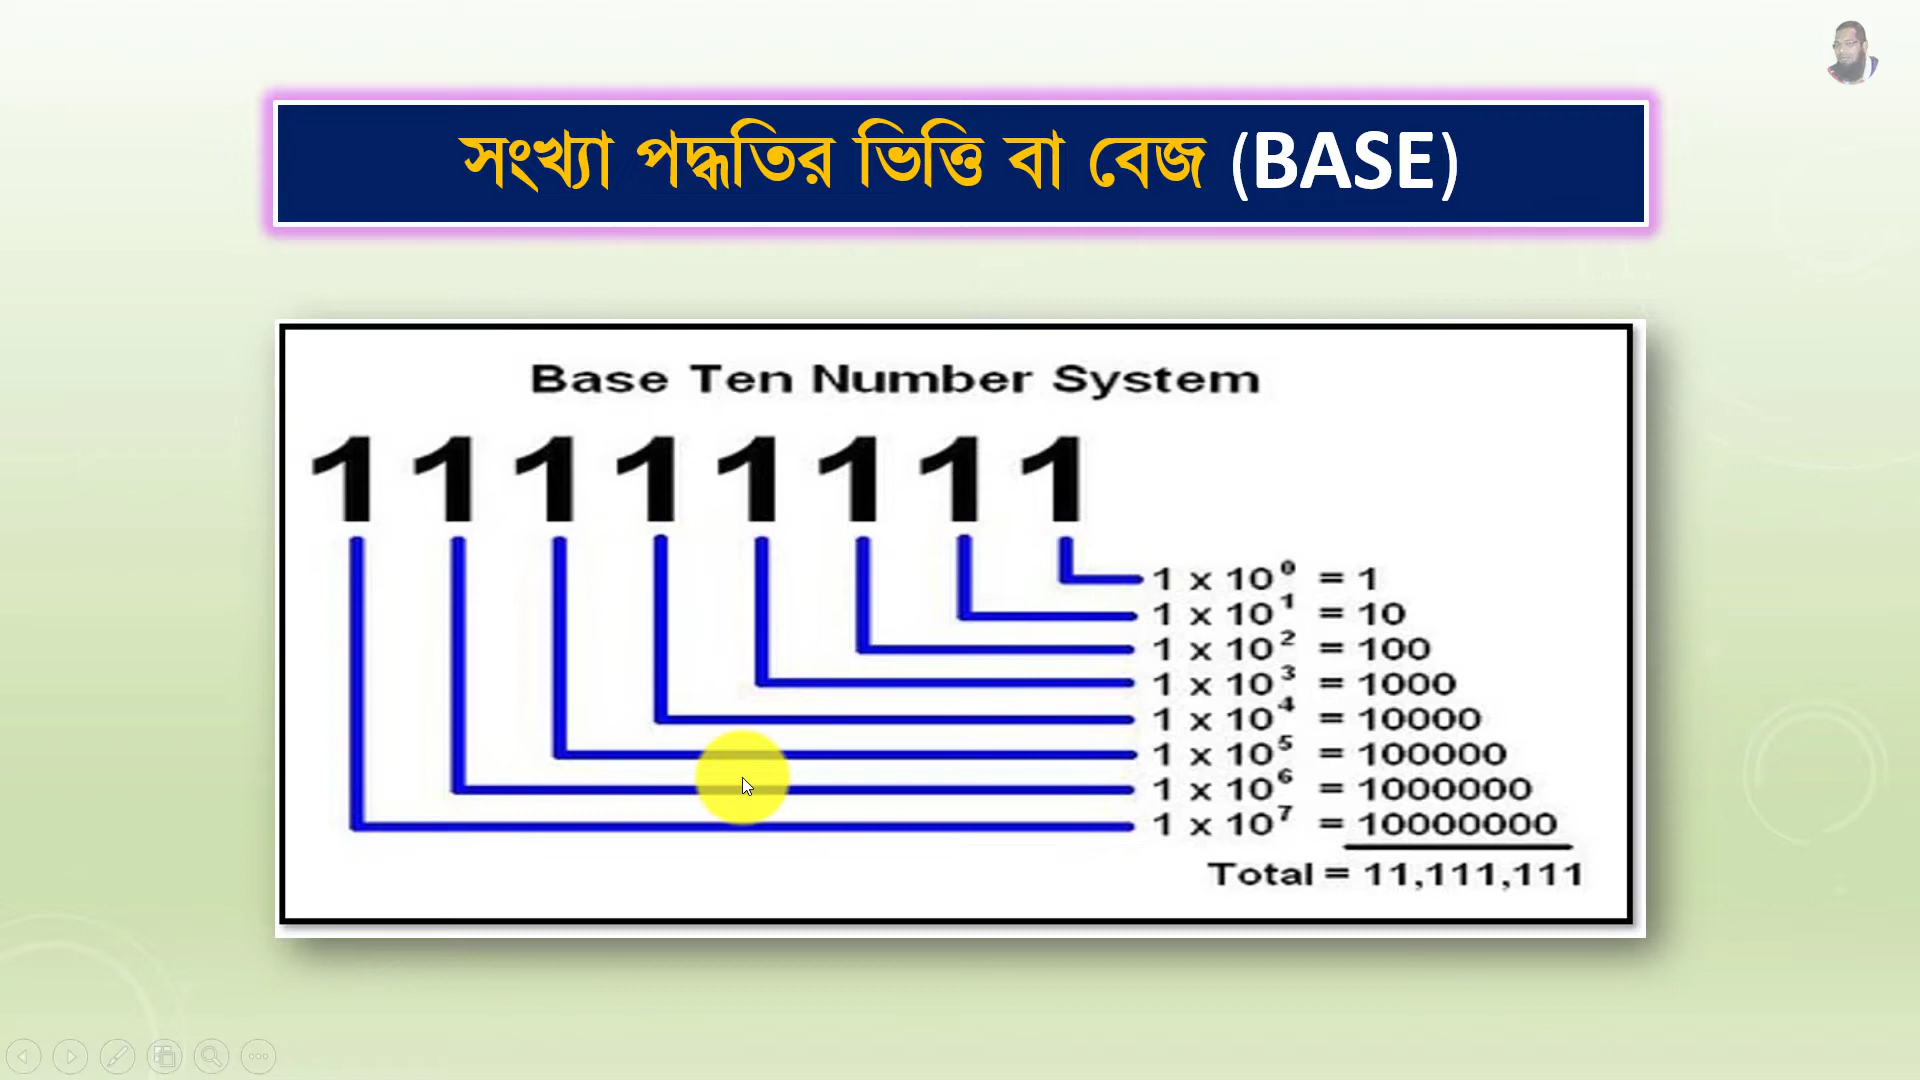 সংখ্যা পদ্ধতির ভিত্তি বা বেজ (BASE)
Base Ten Number System
1 1 1 1 1 1 1 1
1 x 10⁰ = 1
1 x 10¹ = 10
1 x 10² = 100
1 x 10³ = 1000
1 x 10⁴ = 10000
1 x 10⁵ = 100000
1 x 10⁶ = 1000000
1 x 10⁷ = 10000000
Total = 11,111,111